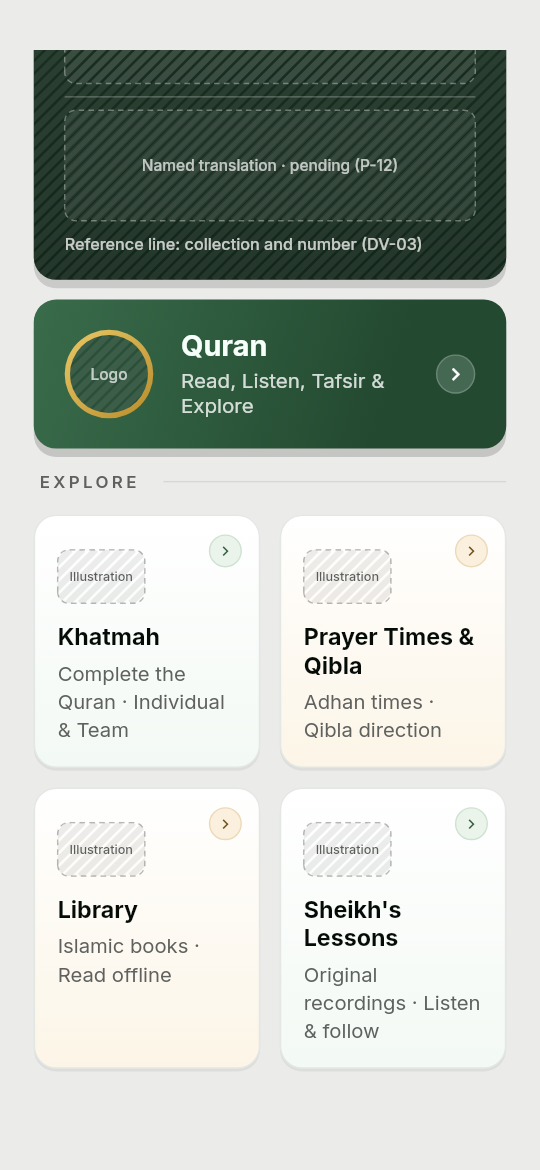 Named translation · pending (P-12)
Reference line: collection and number (DV-03)
Logo
Quran
Read, Listen, Tafsir &
Explore
EXPLORE
Illustration
Khatmah
Complete the
Quran · Individual
& Team
Illustration
Prayer Times &
Qibla
Adhan times ·
Qibla direction
Illustration
Library
Islamic books ·
Read offline
Illustration
Sheikh's
Lessons
Original
recordings · Listen
& follow